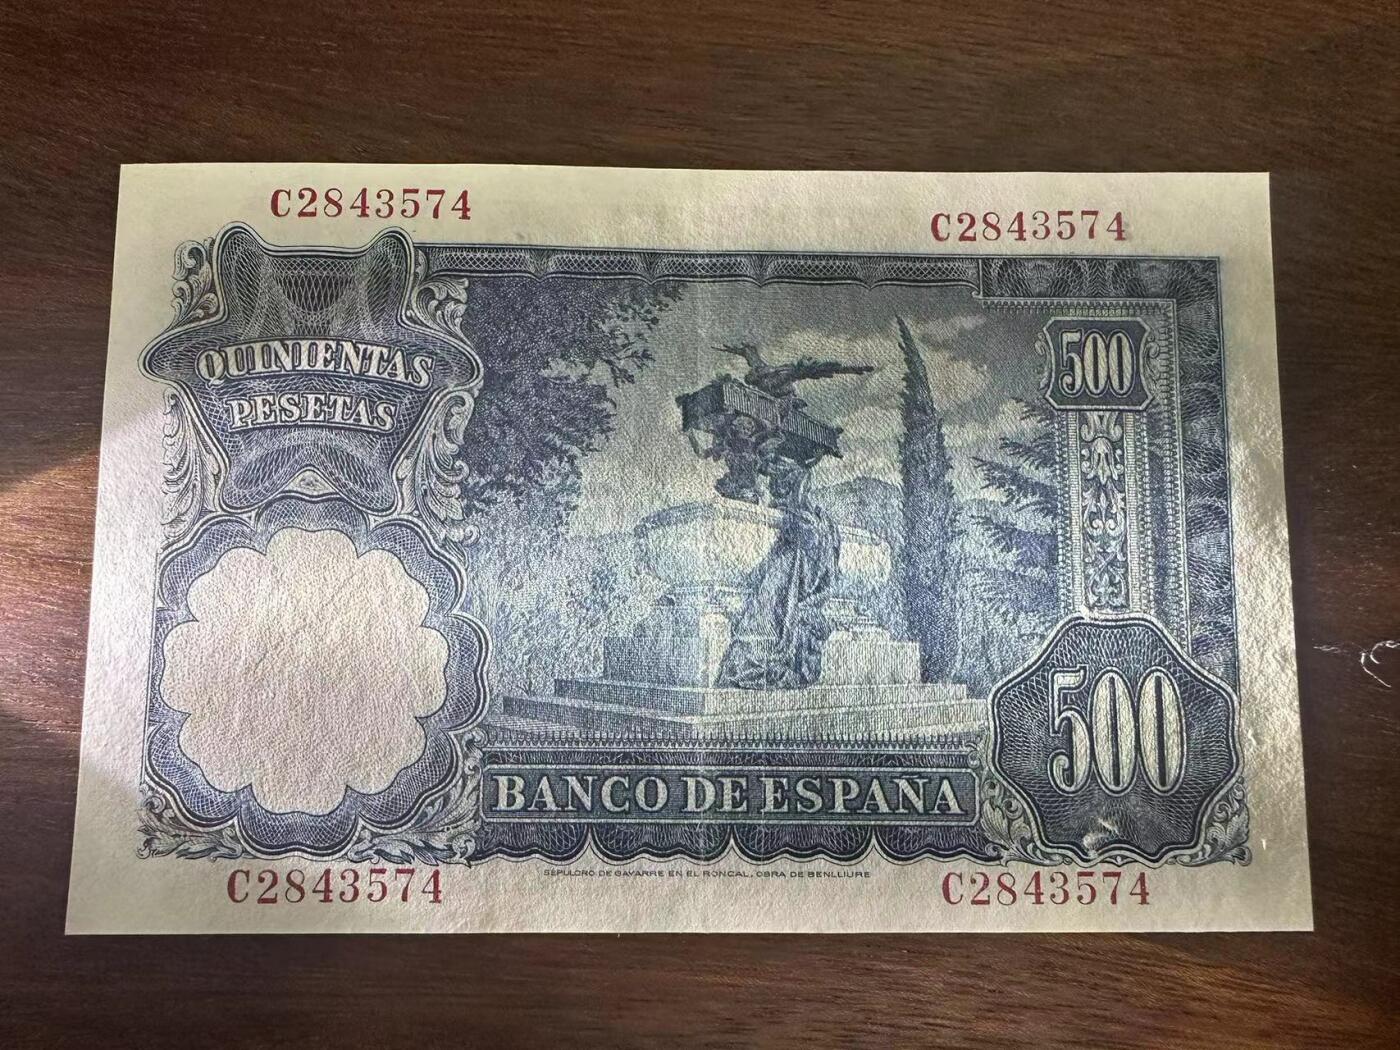 C2843574
C2843574
QUINIENTAS
PESETAS
500
500
BANCO DE ESPAÑA
SEPULCRO DE GAYARRE EN EL RONCAL, OBRA DE BENLLIURE
C2843574
C2843574